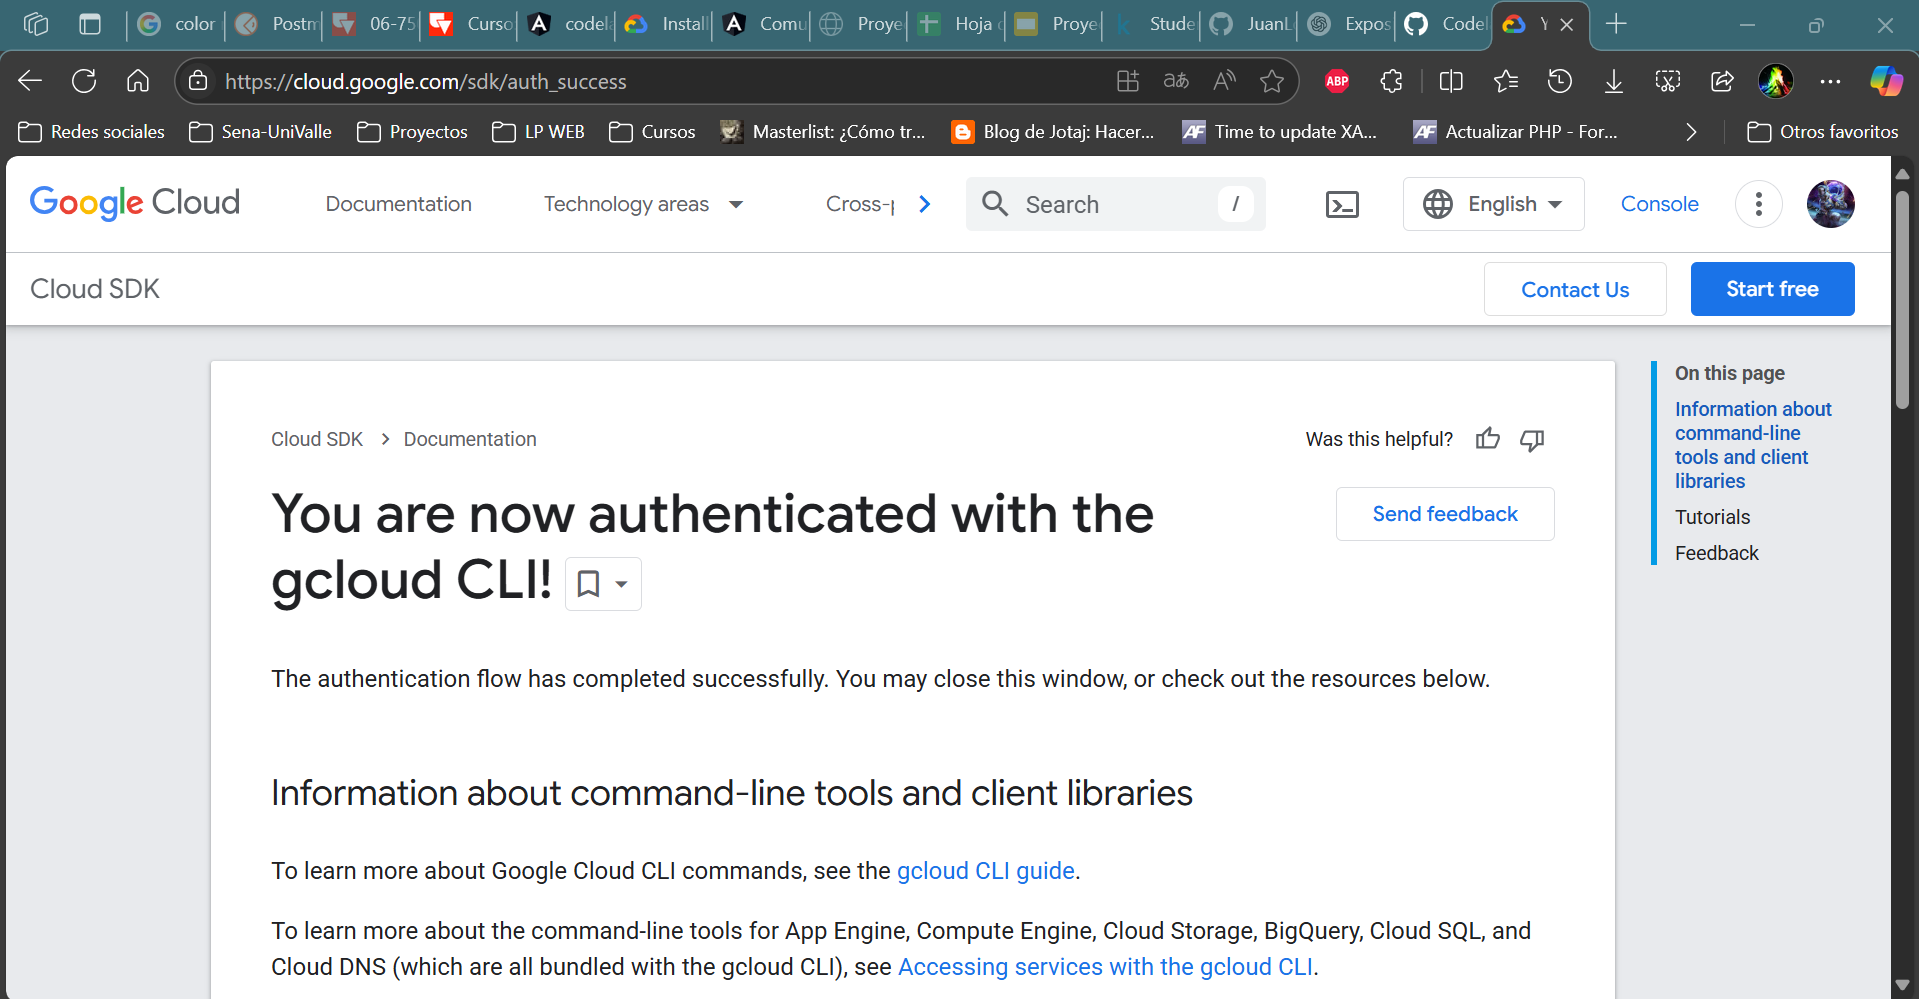 color
Postm
06-75
Curso
codela
Install
Comu
Proye
Hoja d
Proye
k
Stude
JuanL
Expos
Codel
Y
https://cloud.google.com/sdk/auth_success
ABP
Redes sociales
Sena-UniValle
Proyectos
LP WEB
Cursos
Masterlist: ¿Cómo tr...
Blog de Jotaj: Hacer...
AF Time to update XA...
AF Actualizar PHP - For...
Otros favoritos
Google Cloud
Documentation
Technology areas
Cross-p
Search
/
English
Console
Cloud SDK
Contact Us
Start free
Cloud SDK > Documentation
Was this helpful?
You are now authenticated with the
gcloud CLI!
Send feedback
The authentication flow has completed successfully. You may close this window, or check out the resources below.
Information about command-line tools and client libraries
To learn more about Google Cloud CLI commands, see the gcloud CLI guide.
To learn more about the command-line tools for App Engine, Compute Engine, Cloud Storage, BigQuery, Cloud SQL, and
Cloud DNS (which are all bundled with the gcloud CLI), see Accessing services with the gcloud CLI.
On this page
Information about
command-line
tools and client
libraries
Tutorials
Feedback